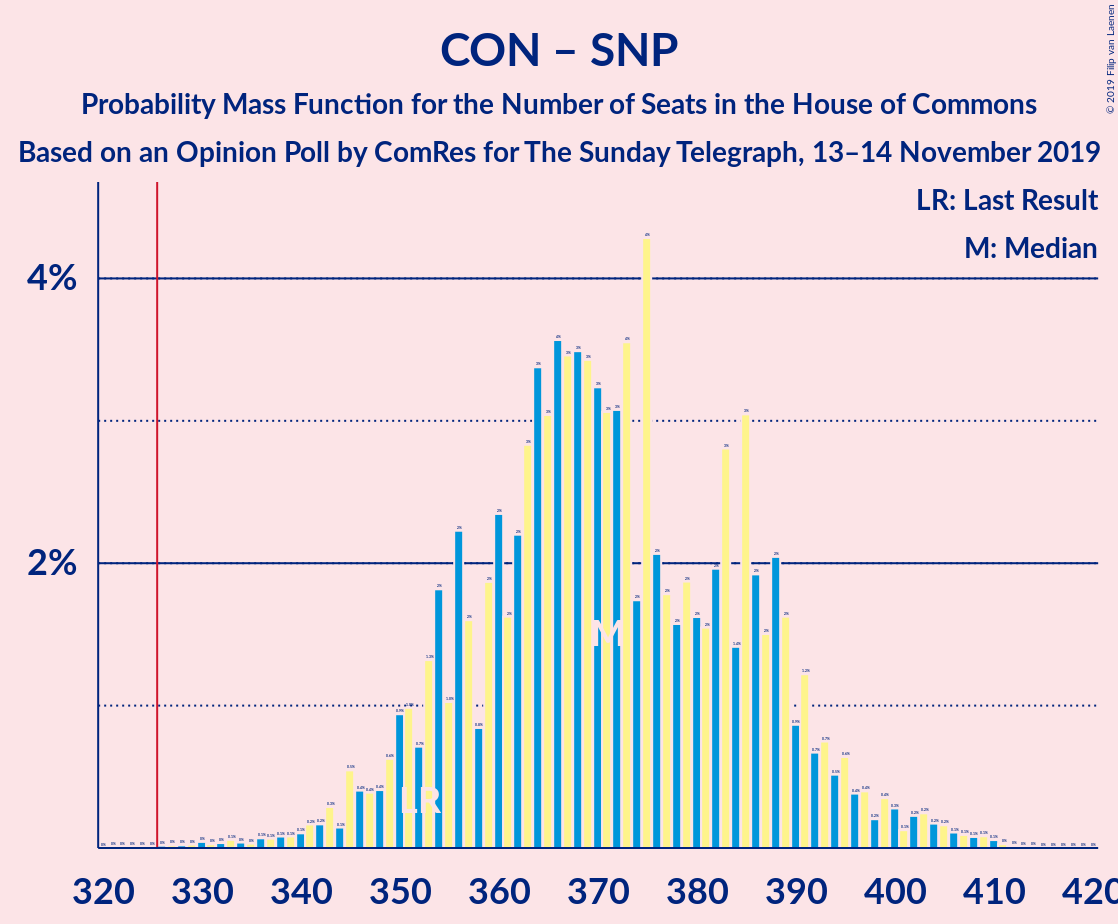 CON – SNP
Probability Mass Function for the Number of Seats in the House of Commons
Based on an Opinion Poll by ComRes for The Sunday Telegraph, 13–14 November 2019
© 2019 Filip van Laenen
LR: Last Result
M: Median
4%
2%
LR
M
320 330 340 350 360 370 380 390 400 410 420